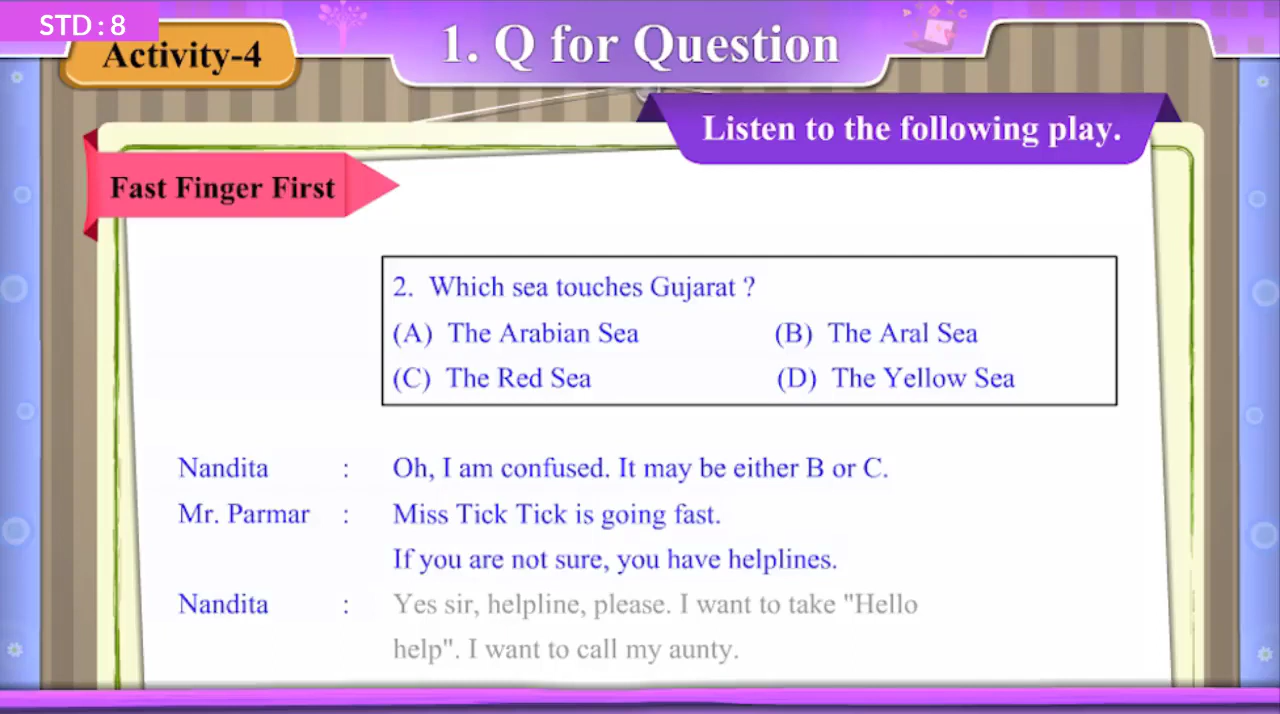 STD : 8
Activity-4
1. Q for Question
Listen to the following play.
Fast Finger First
2. Which sea touches Gujarat ?
(A) The Arabian Sea (B) The Aral Sea
(C) The Red Sea (D) The Yellow Sea
Nandita : Oh, I am confused. It may be either B or C.
Mr. Parmar : Miss Tick Tick is going fast.
If you are not sure, you have helplines.
Nandita : Yes sir, helpline, please. I want to take "Hello
help". I want to call my aunty.